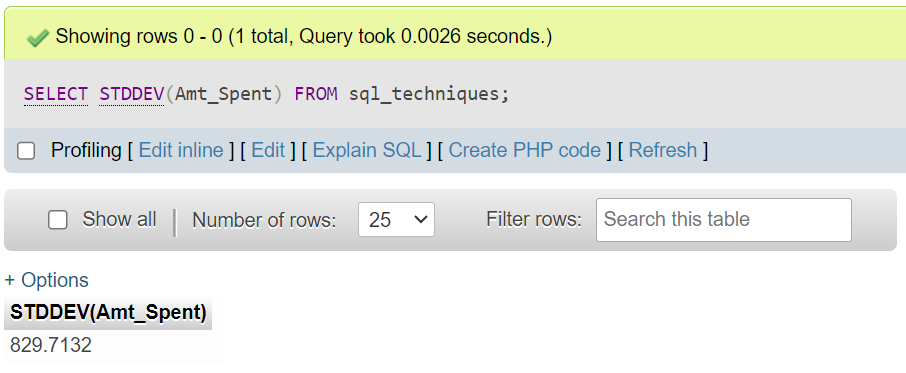 Showing rows 0 - 0 (1 total, Query took 0.0026 seconds.)
SELECT STDDEV(Amt_Spent) FROM sql_techniques;
Profiling [ Edit inline ] [ Edit ] [ Explain SQL ] [ Create PHP code ] [ Refresh ]
Show all | Number of rows: 25 Filter rows: Search this table
+ Options
STDDEV(Amt_Spent)
829.7132